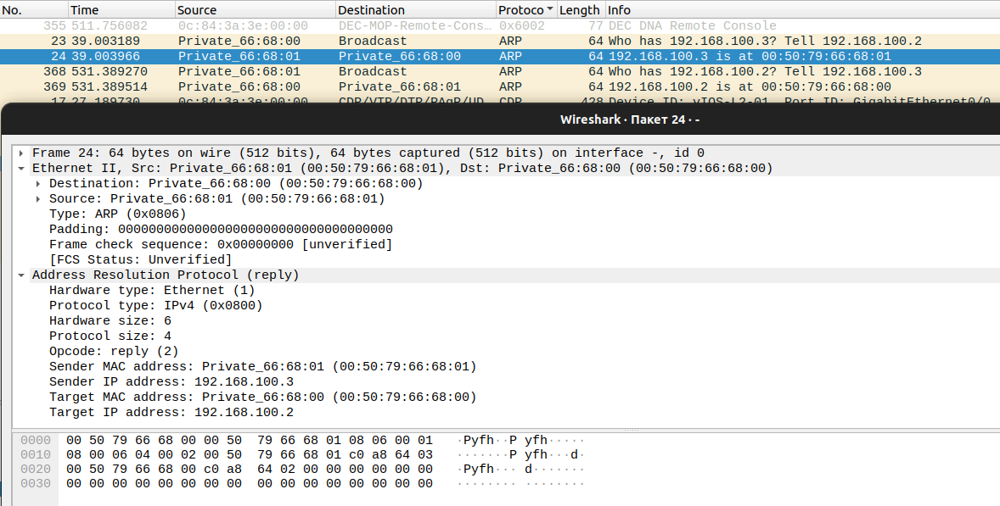 No. Time Source Destination Protoco Length Info
355 511.756082 0c:84:3a:3e:00:00 DEC-MOP-Remote-Cons… 0x6002 77 DEC DNA Remote Console
23 39.003189 Private_66:68:00 Broadcast ARP 64 Who has 192.168.100.3? Tell 192.168.100.2
24 39.003966 Private_66:68:01 Private_66:68:00 ARP 64 192.168.100.3 is at 00:50:79:66:68:01
368 531.389270 Private_66:68:01 Broadcast ARP 64 Who has 192.168.100.2? Tell 192.168.100.3
369 531.389514 Private_66:68:00 Private_66:68:01 ARP 64 192.168.100.2 is at 00:50:79:66:68:00
17 27.189730 0c:84:3a:3e:00:00 CDP/VTP/DTP/PAgP/UD… CDP 428 Device ID: vIOS-L2-01 Port ID: GigabitEthernet0/0
Wireshark · Пакет 24 · -
Frame 24: 64 bytes on wire (512 bits), 64 bytes captured (512 bits) on interface -, id 0
Ethernet II, Src: Private_66:68:01 (00:50:79:66:68:01), Dst: Private_66:68:00 (00:50:79:66:68:00)
Destination: Private_66:68:00 (00:50:79:66:68:00)
Source: Private_66:68:01 (00:50:79:66:68:01)
Type: ARP (0x0806)
Padding: 000000000000000000000000000000000000
Frame check sequence: 0x00000000 [unverified]
[FCS Status: Unverified]
Address Resolution Protocol (reply)
Hardware type: Ethernet (1)
Protocol type: IPv4 (0x0800)
Hardware size: 6
Protocol size: 4
Opcode: reply (2)
Sender MAC address: Private_66:68:01 (00:50:79:66:68:01)
Sender IP address: 192.168.100.3
Target MAC address: Private_66:68:00 (00:50:79:66:68:00)
Target IP address: 192.168.100.2
0000 00 50 79 66 68 00 00 50 79 66 68 01 08 06 00 01 ·Pyfh··P yfh·····
0010 08 00 06 04 00 02 00 50 79 66 68 01 c0 a8 64 03 ·······P yfh···d·
0020 00 50 79 66 68 00 c0 a8 64 02 00 00 00 00 00 00 ·Pyfh··· d·······
0030 00 00 00 00 00 00 00 00 00 00 00 00 00 00 00 00 ········ ········